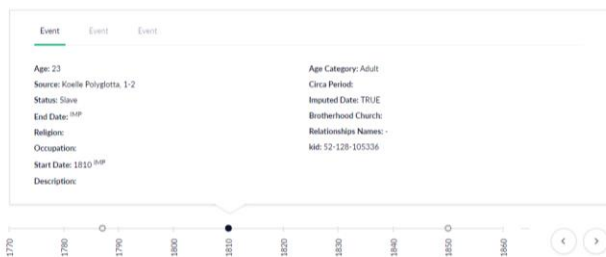 Event Event Event
Age: 23
Source: Koelle Polyglotta, 1-2
Status: Slave
End Date: IMP
Religion:
Occupation:
Start Date: 1810 IMP
Description:
Age Category: Adult
Circa Period:
Imputed Date: TRUE
Brotherhood Church:
Relationships Names: -
kid: 52-128-105336
1770 1780 1790 1800 1810 1820 1830 1840 1850 1860